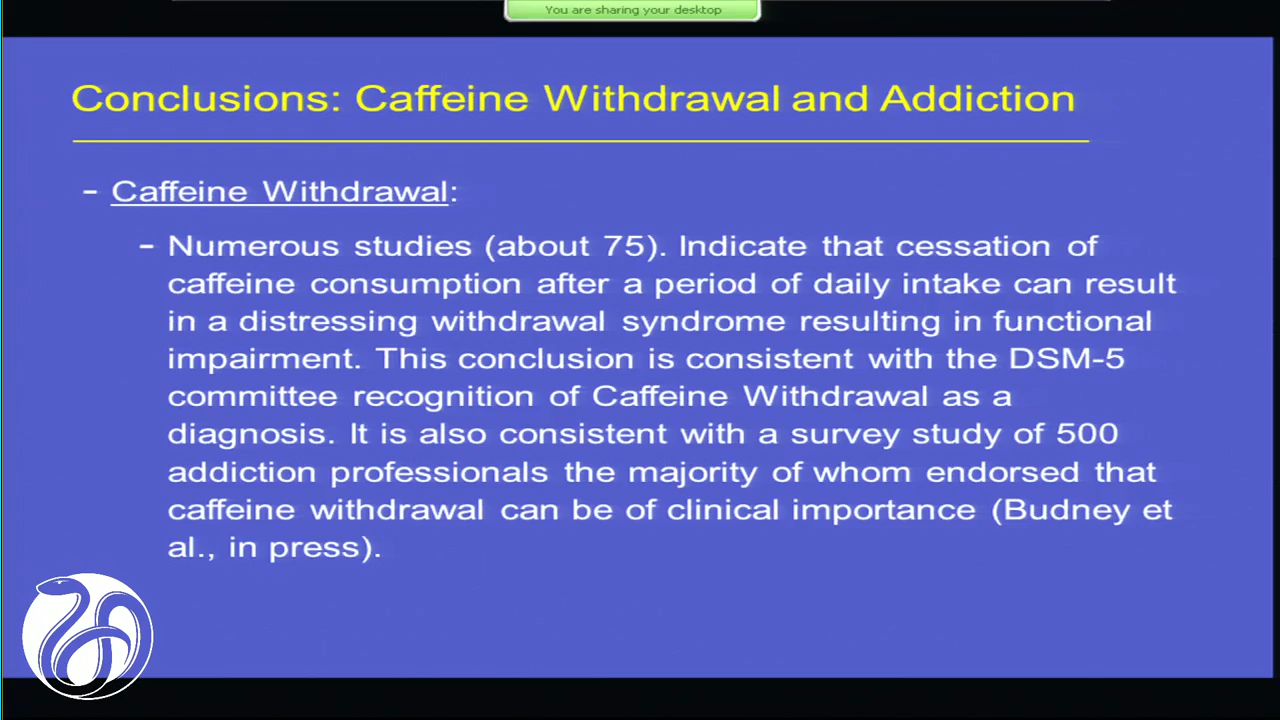 You are sharing your desktop
Conclusions: Caffeine Withdrawal and Addiction
- Caffeine Withdrawal:
- Numerous studies (about 75). Indicate that cessation of
caffeine consumption after a period of daily intake can result
in a distressing withdrawal syndrome resulting in functional
impairment. This conclusion is consistent with the DSM-5
committee recognition of Caffeine Withdrawal as a
diagnosis. It is also consistent with a survey study of 500
addiction professionals the majority of whom endorsed that
caffeine withdrawal can be of clinical importance (Budney et
al., in press).